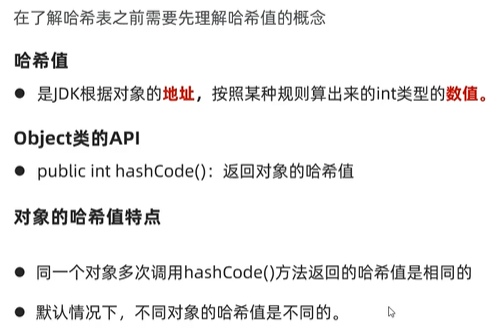 在了解哈希表之前需要先理解哈希值的概念
哈希值
● 是JDK根据对象的地址，按照某种规则算出来的int类型的数值。
Object类的API
● public int hashCode()：返回对象的哈希值
对象的哈希值特点
● 同一个对象多次调用hashCode()方法返回的哈希值是相同的
● 默认情况下，不同对象的哈希值是不同的。